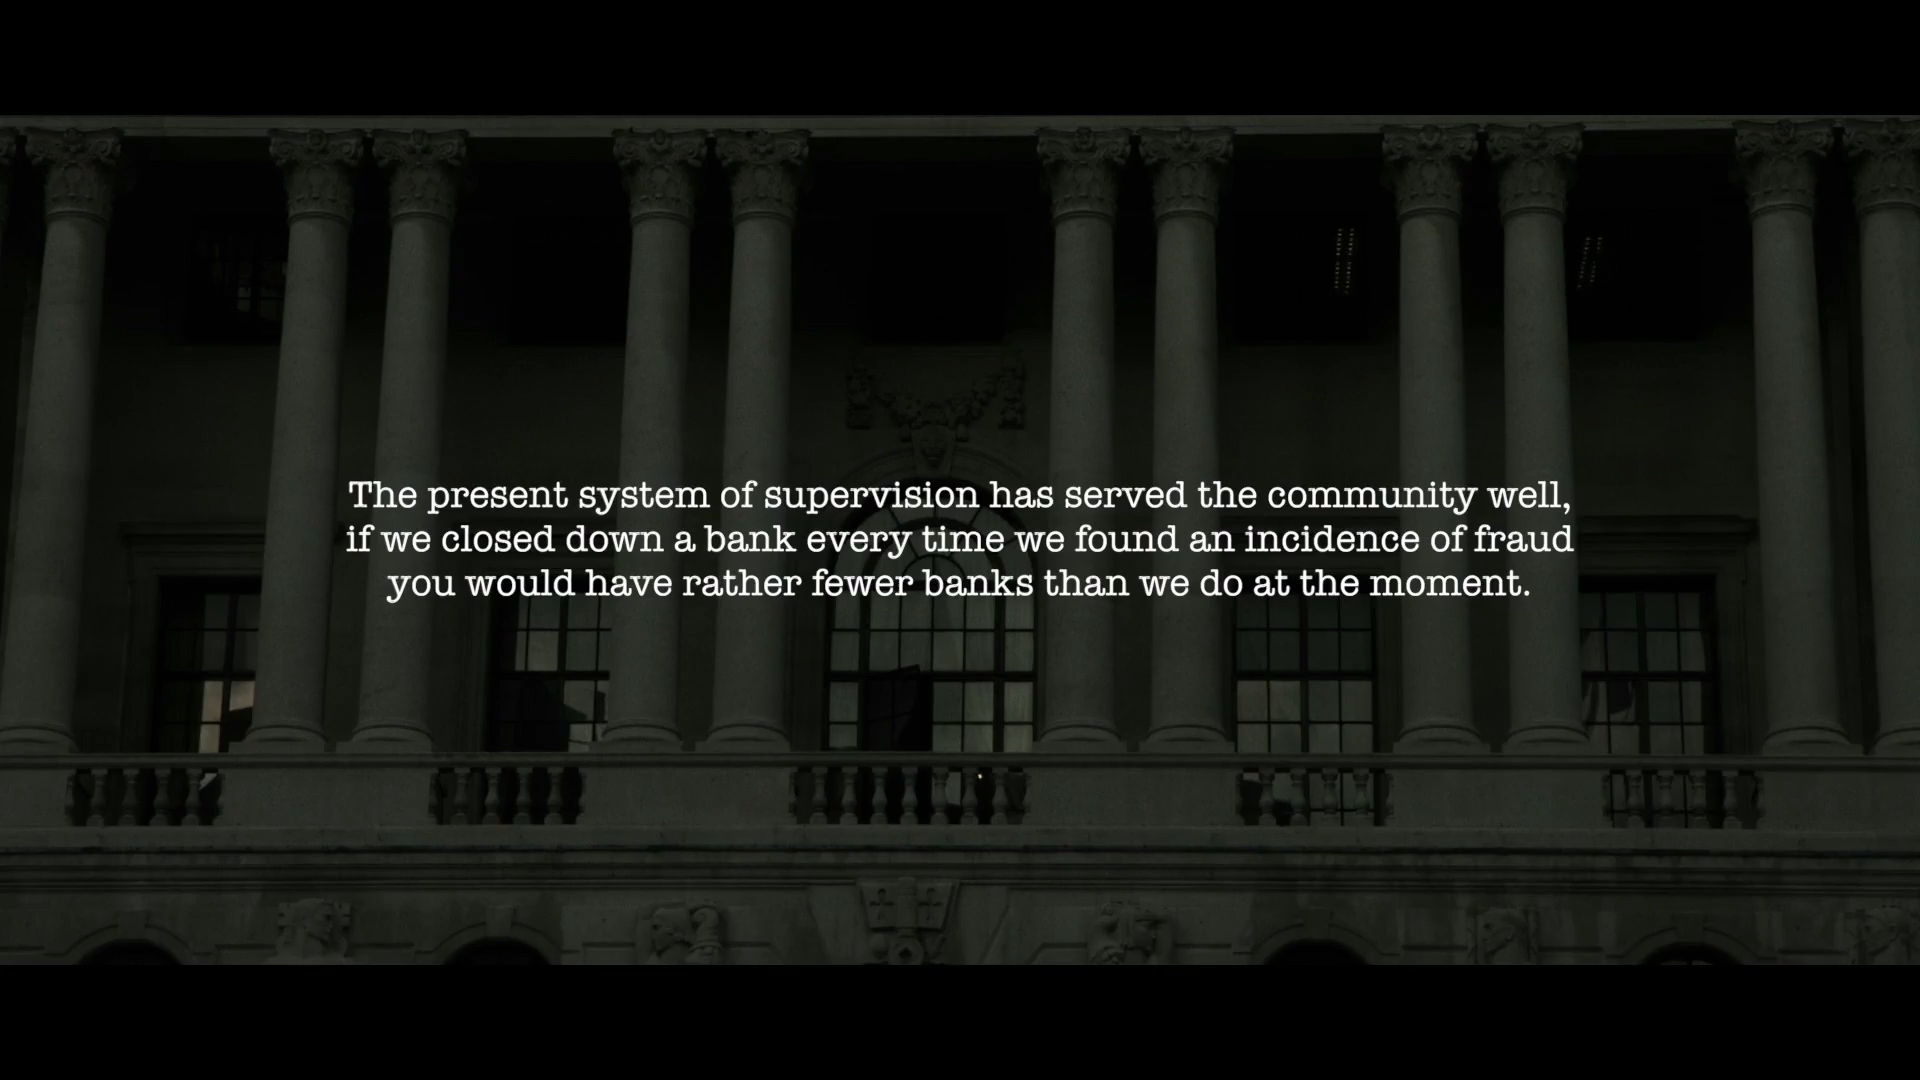 The present system of supervision has served the community well,
if we closed down a bank every time we found an incidence of fraud
you would have rather fewer banks than we do at the moment.